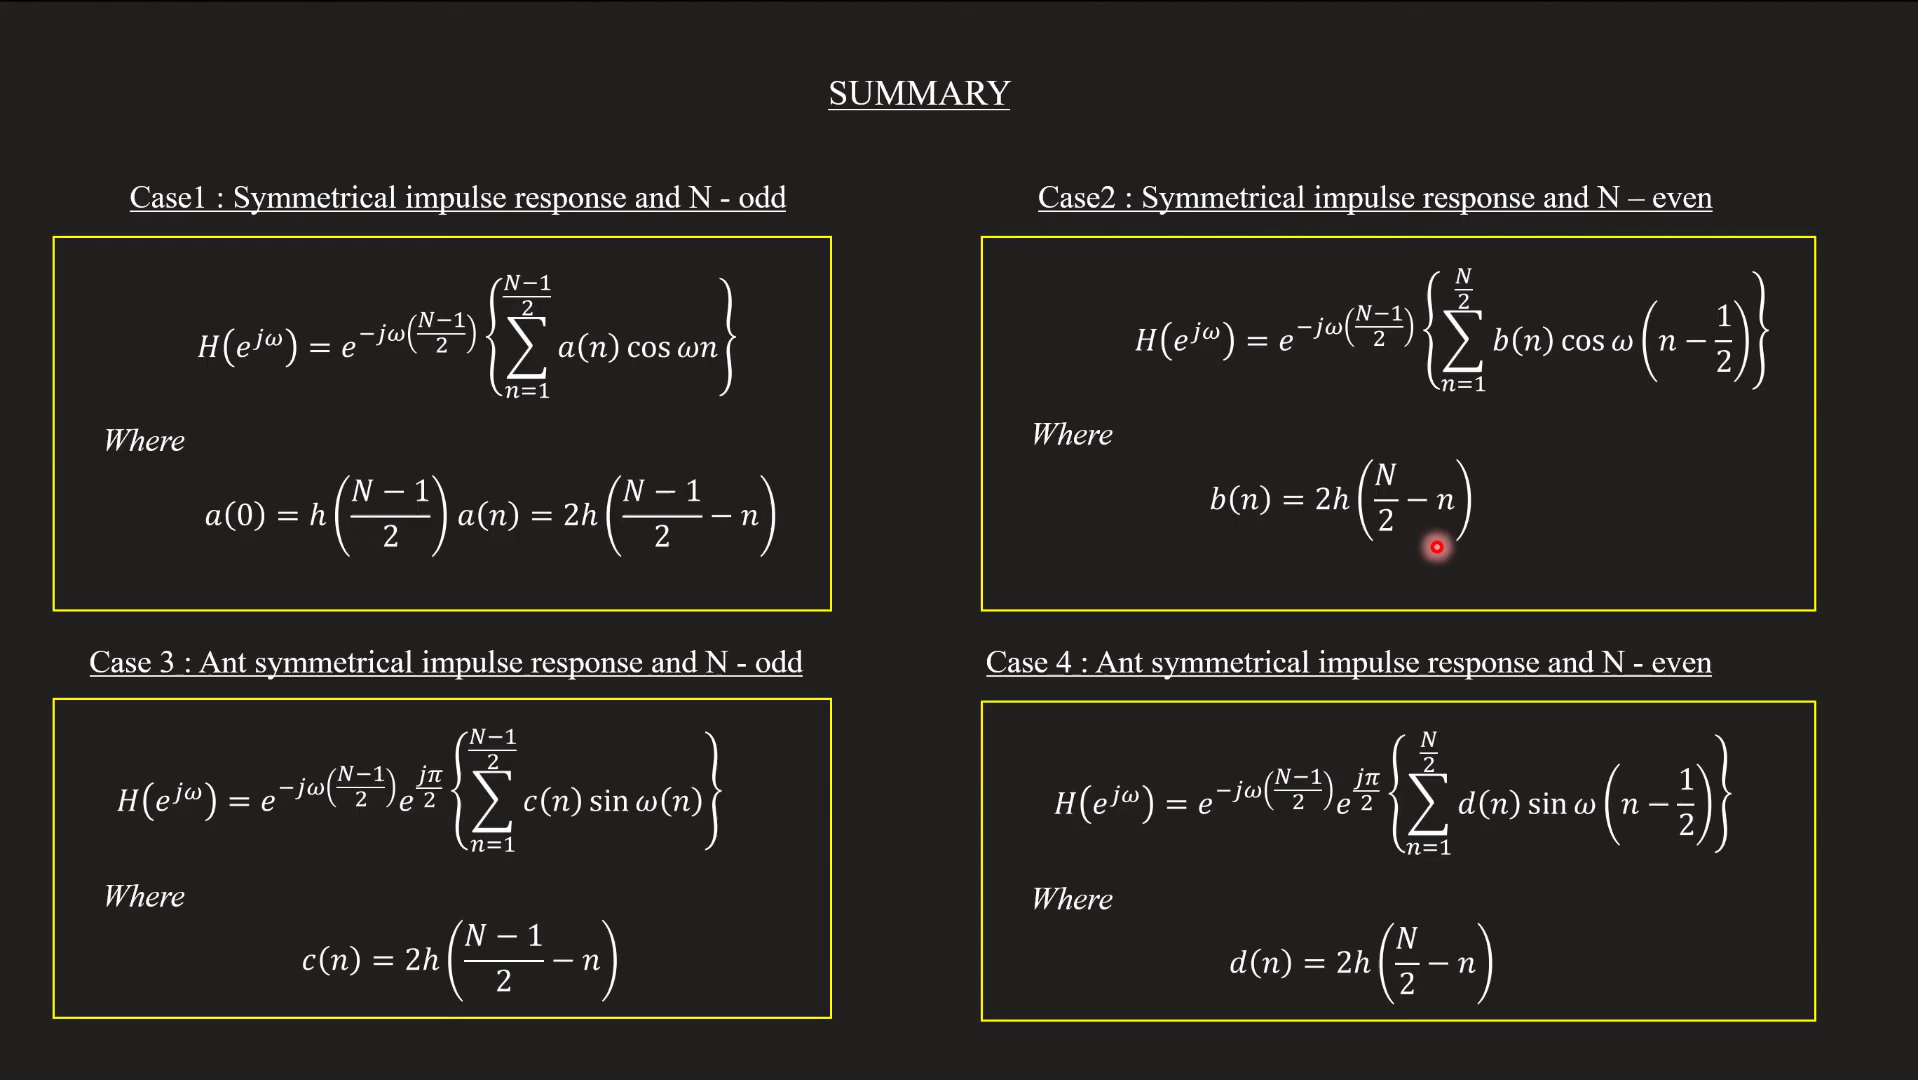 SUMMARY
Case1 : Symmetrical impulse response and N - odd
H(e^{jω}) = e^{-jω((N-1)/2)} { ∑_{n=1}^{(N-1)/2} a(n) cos ωn }
Where
a(0) = h((N - 1)/2) a(n) = 2h((N - 1)/2 - n)
Case2 : Symmetrical impulse response and N – even
H(e^{jω}) = e^{-jω((N-1)/2)} { ∑_{n=1}^{N/2} b(n) cos ω (n - 1/2) }
Where
b(n) = 2h(N/2 - n)
Case 3 : Ant symmetrical impulse response and N - odd
H(e^{jω}) = e^{-jω((N-1)/2)} e^{jπ/2} { ∑_{n=1}^{(N-1)/2} c(n) sin ω(n) }
Where
c(n) = 2h((N - 1)/2 - n)
Case 4 : Ant symmetrical impulse response and N - even
H(e^{jω}) = e^{-jω((N-1)/2)} e^{jπ/2} { ∑_{n=1}^{N/2} d(n) sin ω (n - 1/2) }
Where
d(n) = 2h(N/2 - n)